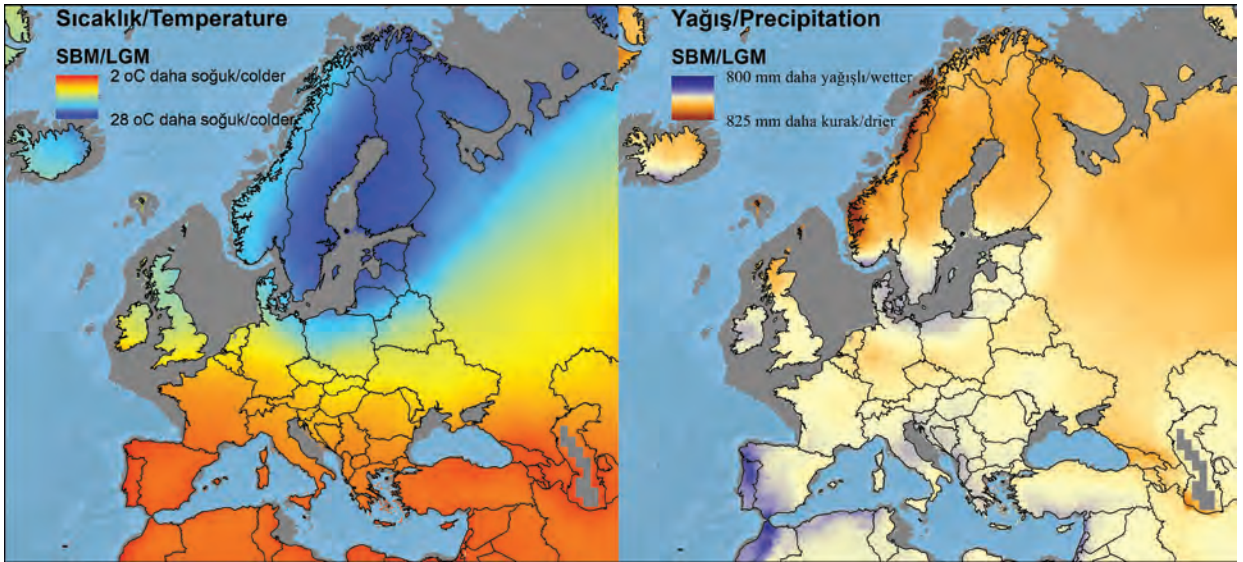 Sıcaklık/Temperature
SBM/LGM
2 oC daha soğuk/colder
28 oC daha soğuk/colder
Yağış/Precipitation
SBM/LGM
800 mm daha yağışlı/wetter
825 mm daha kurak/drier